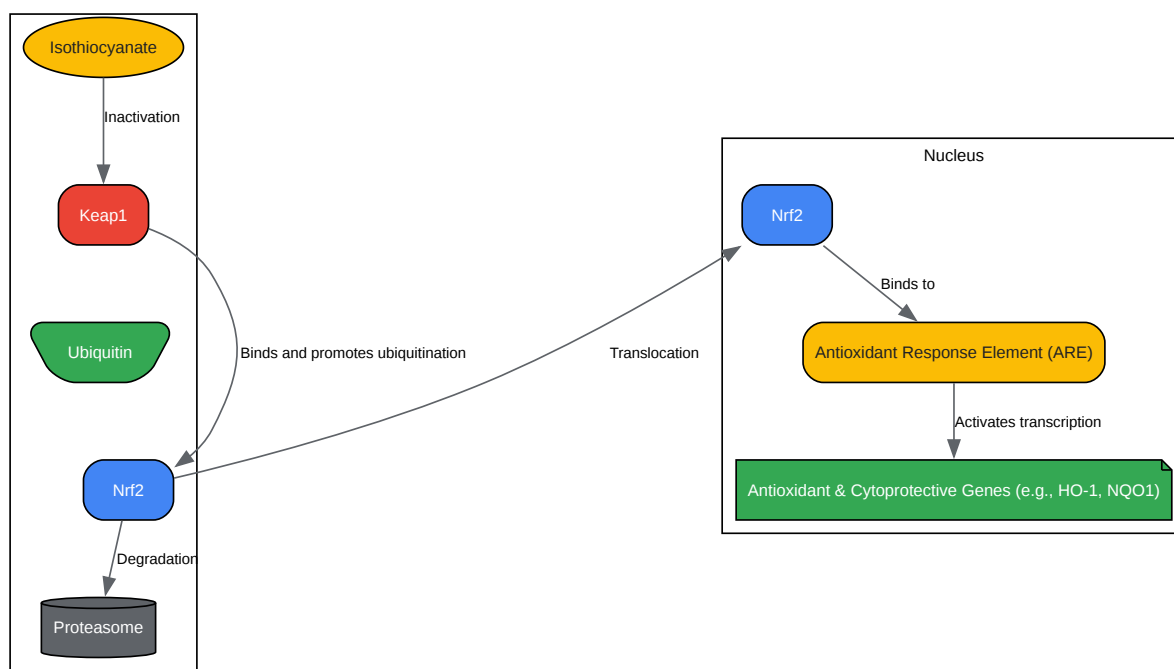 Isothiocyanate
Inactivation
Keap1
Ubiquitin
Binds and promotes ubiquitination
Nrf2
Degradation
Proteasome
Translocation
Nucleus
Nrf2
Binds to
Antioxidant Response Element (ARE)
Activates transcription
Antioxidant & Cytoprotective Genes (e.g., HO-1, NQO1)